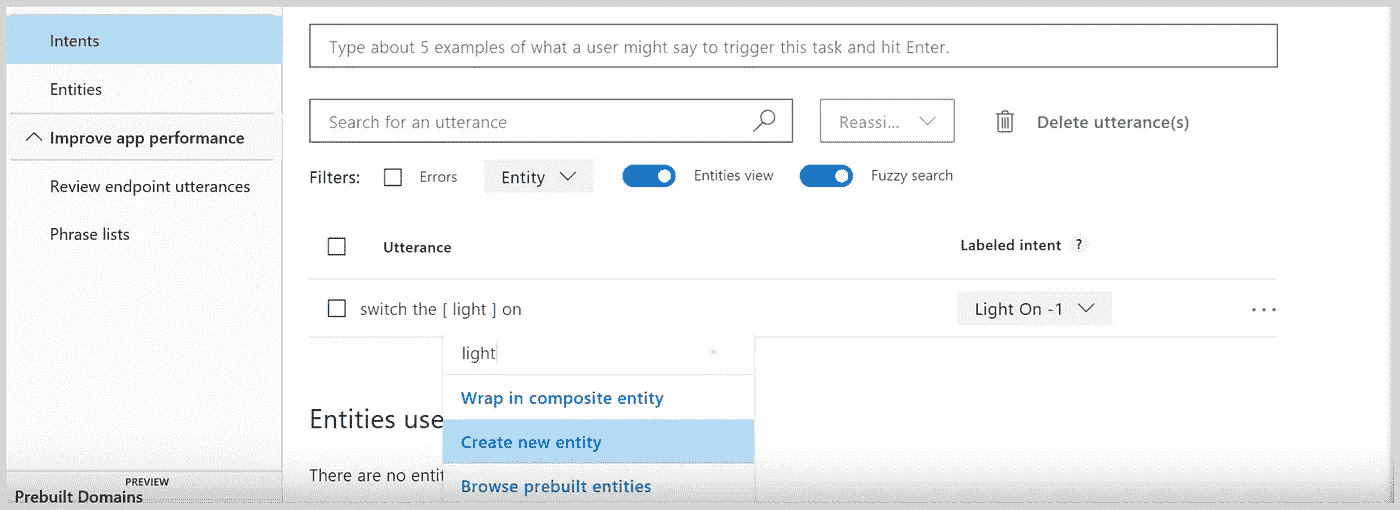 Intents
Entities
Improve app performance
Review endpoint utterances
Phrase lists
PREVIEW
Prebuilt Domains
Type about 5 examples of what a user might say to trigger this task and hit Enter.
Search for an utterance
Reassi...
Delete utterance(s)
Filters:
Errors
Entity
Entities view
Fuzzy search
Utterance
Labeled intent ?
switch the [ light ] on
Light On -1
...
light
×
Wrap in composite entity
Create new entity
Browse prebuilt entities
Entities use
There are no entit